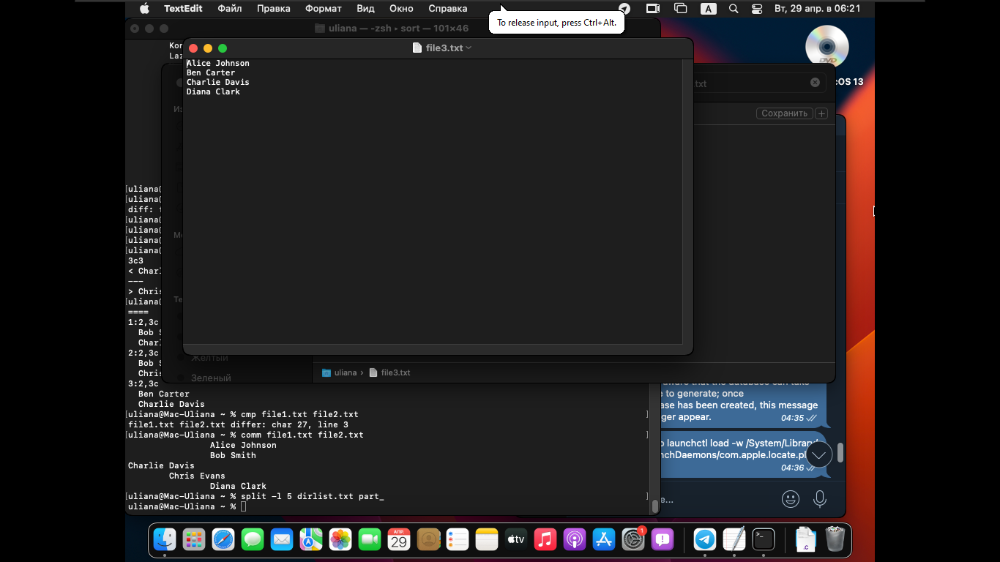 TextEdit Файл Правка Формат Вид Окно Справка A Вт, 29 апр. в 06:21
To release input, press Ctrl+Alt.
uliana — -zsh ▸ sort — 101×46
file3.txt
DVD
OS 13
Alice Johnson
Ben Carter
Charlie Davis
Diana Clark
.txt
Сохранить
[uliana@
[uliana@
diff:
[uliana@
[uliana@
[uliana@
[uliana@
3c3
< Charl
---
> Chris
[uliana@
====
1:2,3c
Bob S
Charl
2:2,3c
Bob S
Chris
3:2,3c
Ben Carter
Charlie Davis
[uliana@Mac-Uliana ~ % cmp file1.txt file2.txt ]
file1.txt file2.txt differ: char 27, line 3
[uliana@Mac-Uliana ~ % comm file1.txt file2.txt ]
Alice Johnson
Bob Smith
Charlie Davis
Chris Evans
Diana Clark
[uliana@Mac-Uliana ~ % split -l 5 dirlist.txt part_ ]
uliana@Mac-Uliana ~ %
Желтый
Зеленый
uliana › file3.txt
e to generate; once
ase has been created, this message
ger appear.
04:35
o launchctl load -w /System/Library/
nchDaemons/com.apple.locate.pl
04:36
e...
АПР.
29
tv
1
.c